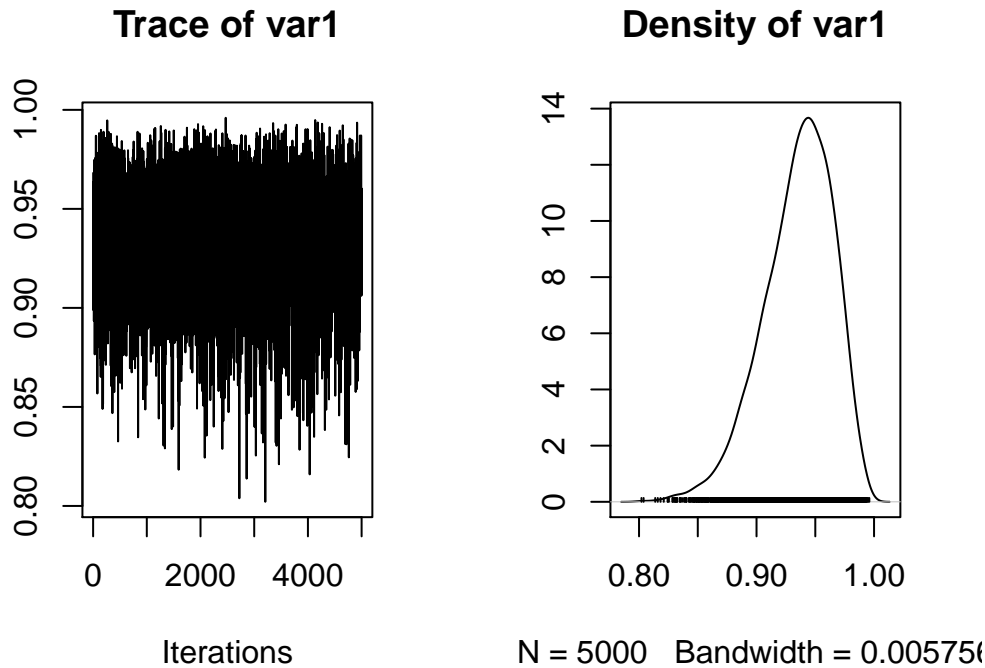 Trace of var1
1.00
0.95
0.90
0.85
0.80
0 2000 4000
Iterations
Density of var1
14
10
8
6
4
2
0
0.80 0.90 1.00
N = 5000 Bandwidth = 0.005756